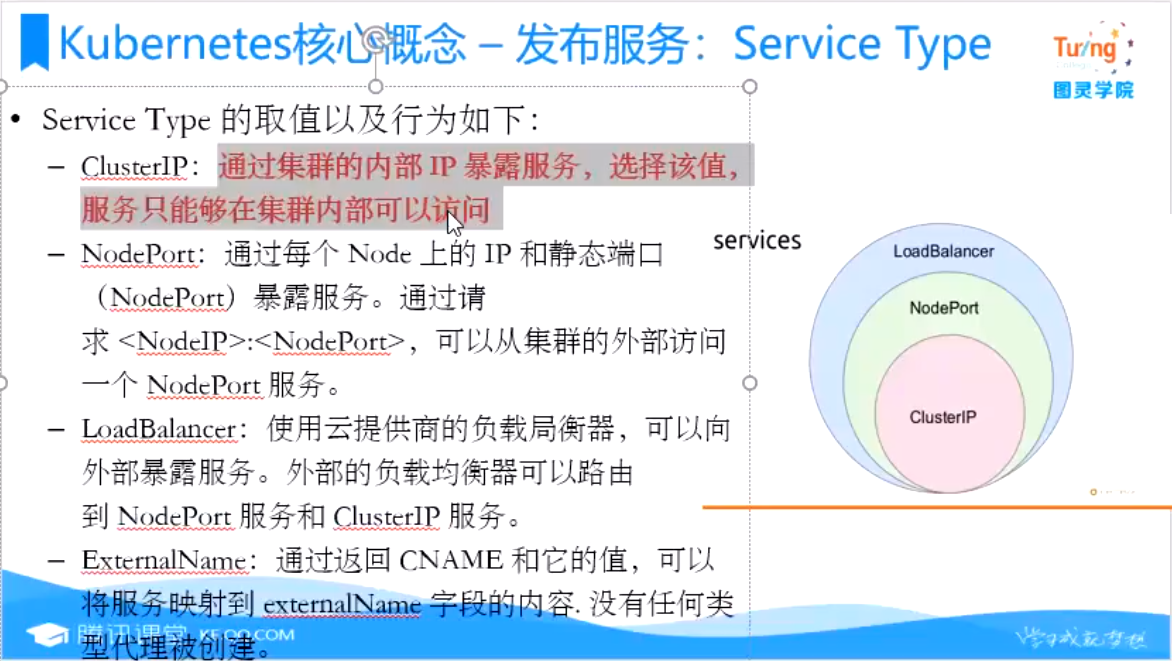 Kubernetes核心概念 – 发布服务：Service Type
Turing
图灵学院
• Service Type 的取值以及行为如下：
– ClusterIP：通过集群的内部 IP 暴露服务，选择该值，
服务只能够在集群内部可以访问
– NodePort：通过每个 Node 上的 IP 和静态端口
（NodePort）暴露服务。通过请
求 <NodeIP>:<NodePort>，可以从集群的外部访问
一个 NodePort 服务。
– LoadBalancer：使用云提供商的负载局衡器，可以向
外部暴露服务。外部的负载均衡器可以路由
到 NodePort 服务和 ClusterIP 服务。
– ExternalName：通过返回 CNAME 和它的值，可以
将服务映射到 externalName 字段的内容. 没有任何类
型代理被创建。
services
LoadBalancer
NodePort
ClusterIP
腾讯课堂 KE.QQ.COM
学习成就梦想